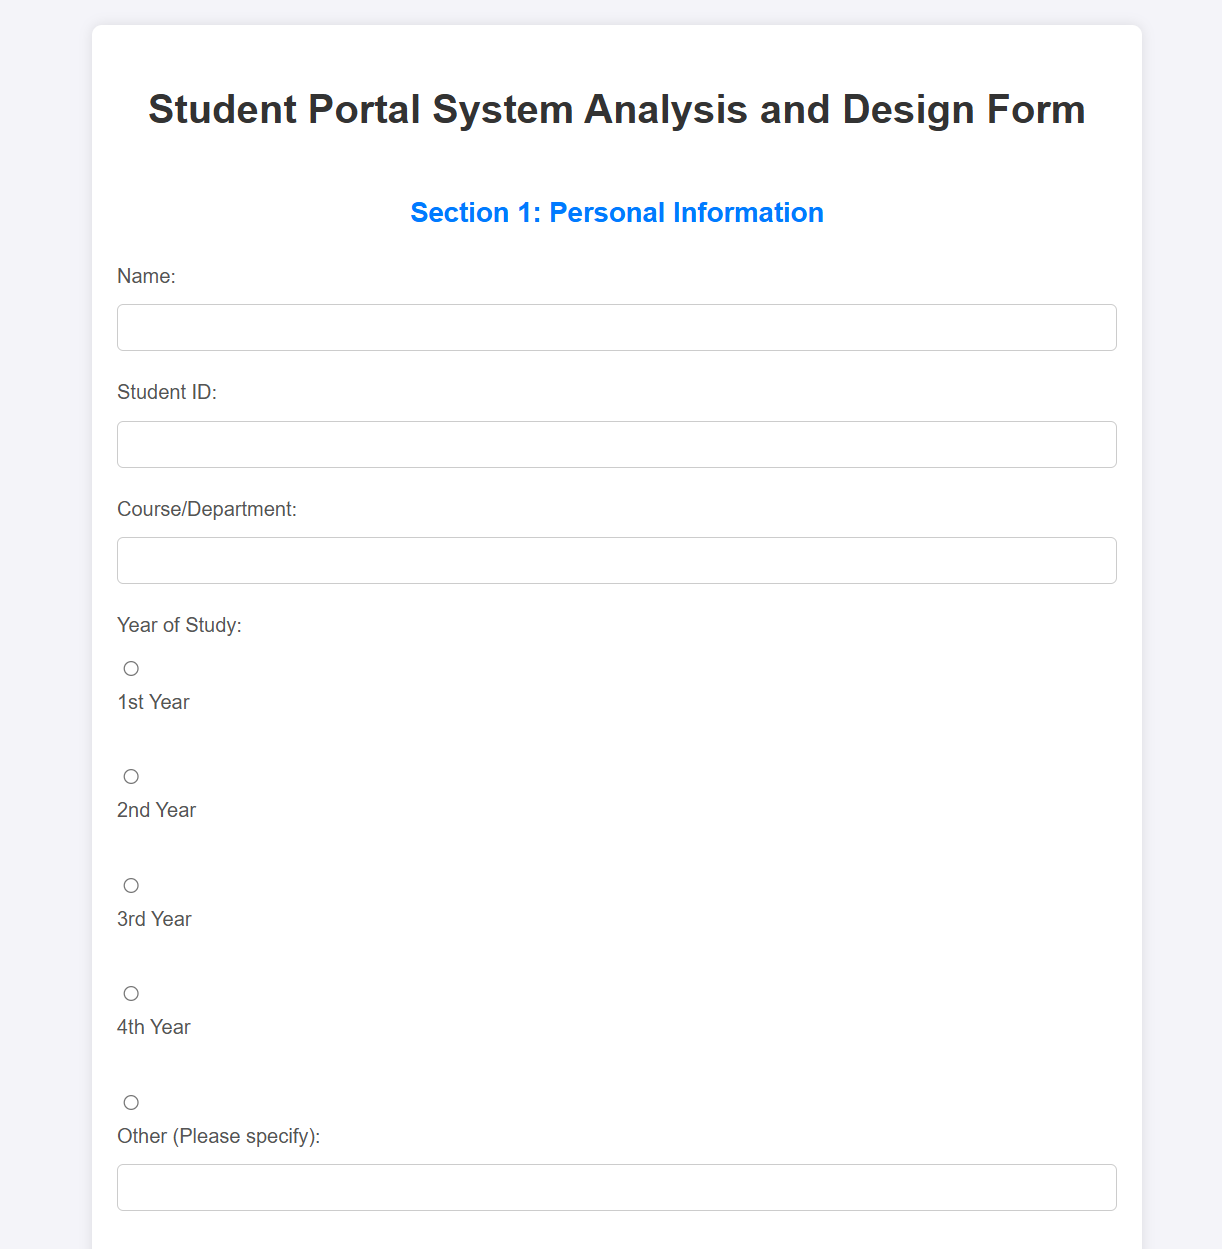 Student Portal System Analysis and Design Form
Section 1: Personal Information
Name:
Student ID:
Course/Department:
Year of Study:
1st Year
2nd Year
3rd Year
4th Year
Other (Please specify):